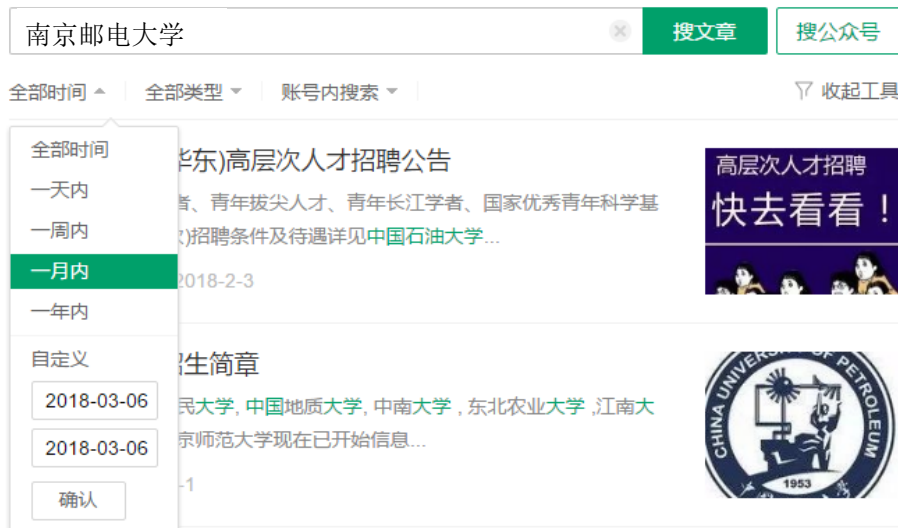 南京邮电大学
搜文章
搜公众号
全部时间
全部类型
账号内搜索
收起工具
全部时间
一天内
一周内
一月内
一年内
自定义
2018-03-06
2018-03-06
确认
华东)高层次人才招聘公告
者、青年拔尖人才、青年长江学者、国家优秀青年科学基
)招聘条件及待遇详见中国石油大学...
2018-2-3
高层次人才招聘
快去看看！
招生简章
民大学, 中国地质大学, 中南大学 , 东北农业大学 ,江南大
京师范大学现在已开始信息...
-1
CHINA UNIVERSITY OF PETROLEUM
1953